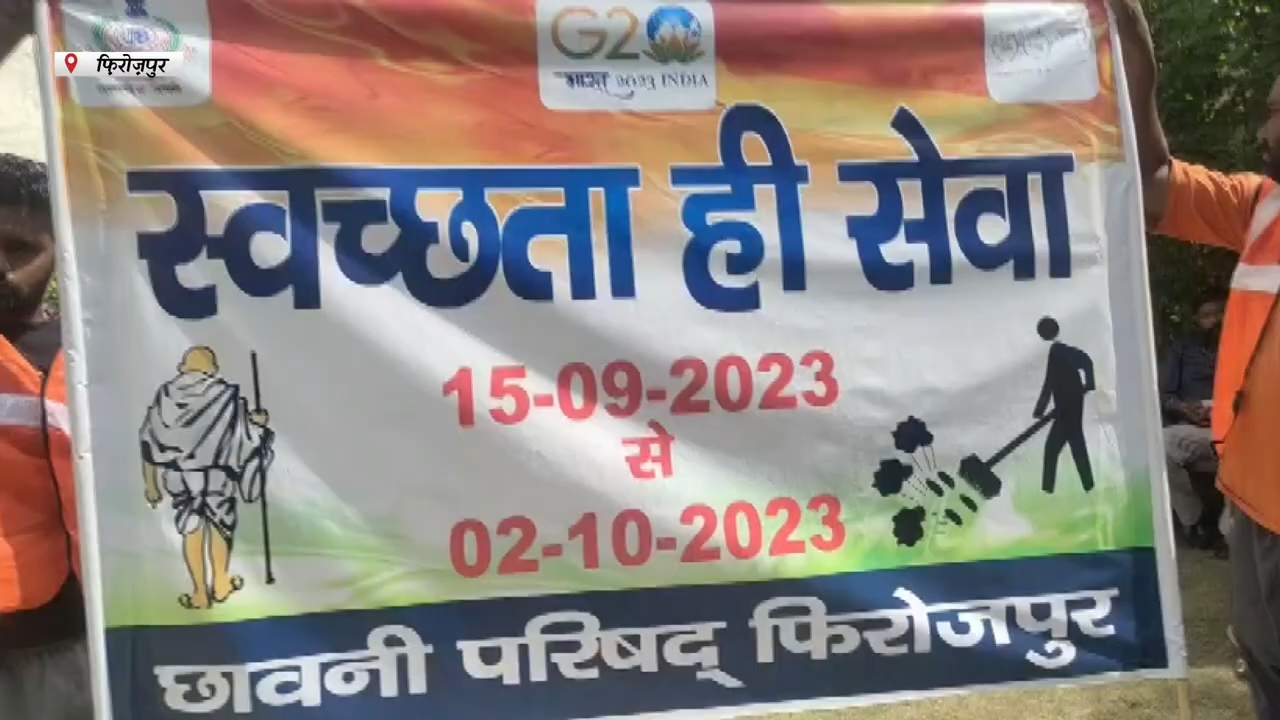 फिरोज़पुर
G20
भारत 2023 INDIA
स्वच्छता ही सेवा
15-09-2023
से
02-10-2023
छावनी परिषद् फिरोजपुर